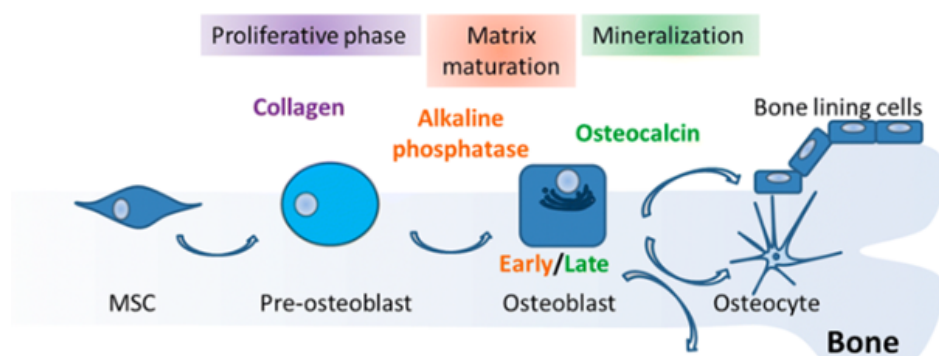 Proliferative phase
Matrix
maturation
Mineralization
Collagen
Alkaline
phosphatase
Osteocalcin
Bone lining cells
Early/Late
MSC
Pre-osteoblast
Osteoblast
Osteocyte
Bone